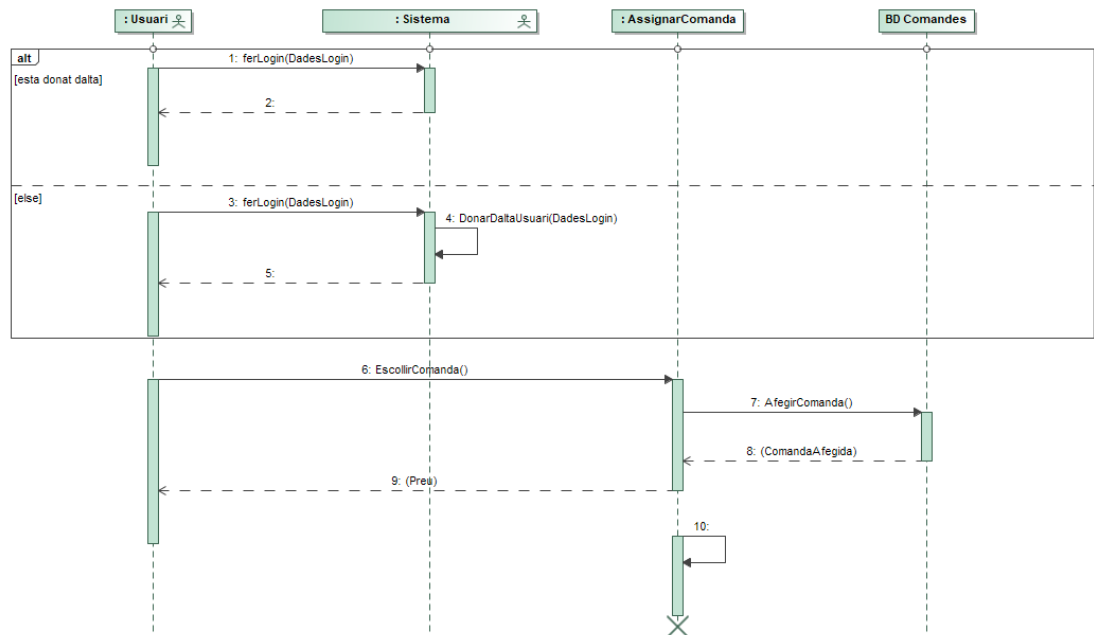 : Usuari
: Sistema
: AssignarComanda
BD Comandes
alt
1: ferLogin(DadesLogin)
[esta donat dalta]
2:
[else]
3: ferLogin(DadesLogin)
4: DonarDaltaUsuari(DadesLogin)
5:
6: EscollirComanda()
7: AfegirComanda()
8: (ComandaAfegida)
9: (Preu)
10: